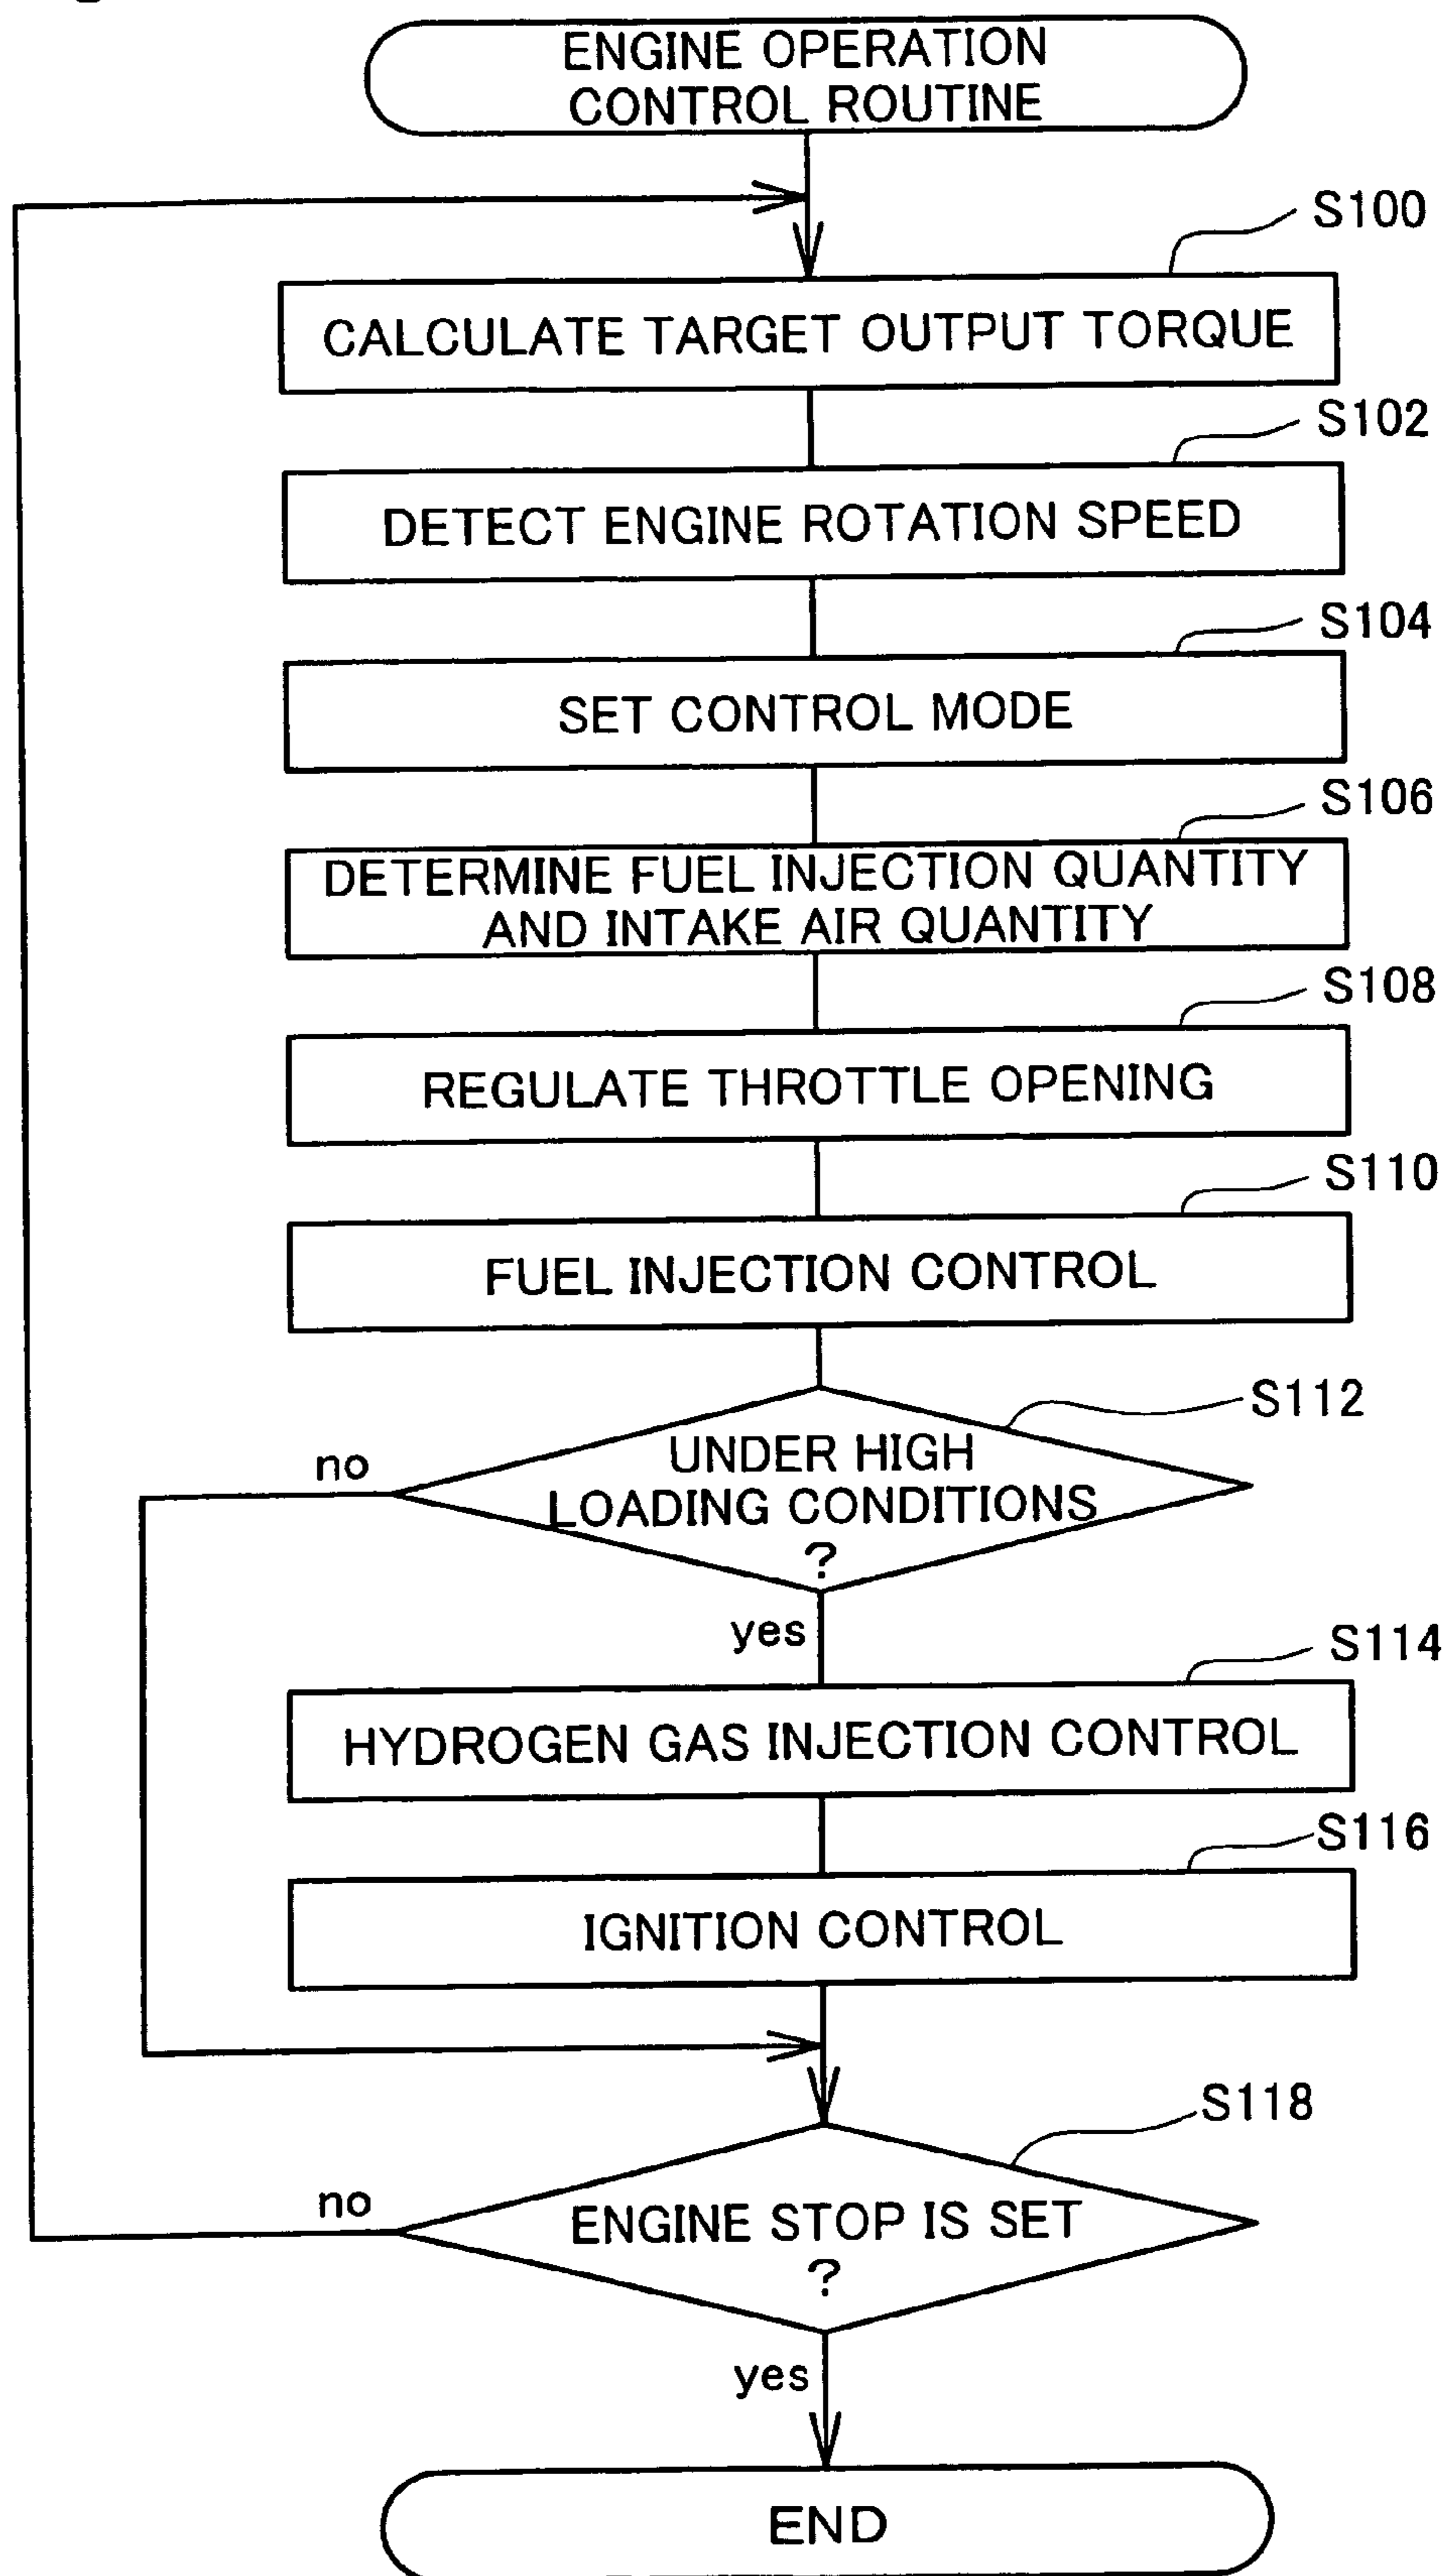 ENGINE OPERATION
CONTROL ROUTINE
S100
CALCULATE TARGET OUTPUT TORQUE
S102
DETECT ENGINE ROTATION SPEED
S104
SET CONTROL MODE
S106
DETERMINE FUEL INJECTION QUANTITY
AND INTAKE AIR QUANTITY
S108
REGULATE THROTTLE OPENING
S110
FUEL INJECTION CONTROL
S112
no
UNDER HIGH
LOADING CONDITIONS
?
yes
S114
HYDROGEN GAS INJECTION CONTROL
S116
IGNITION CONTROL
S118
no
ENGINE STOP IS SET
?
yes
END